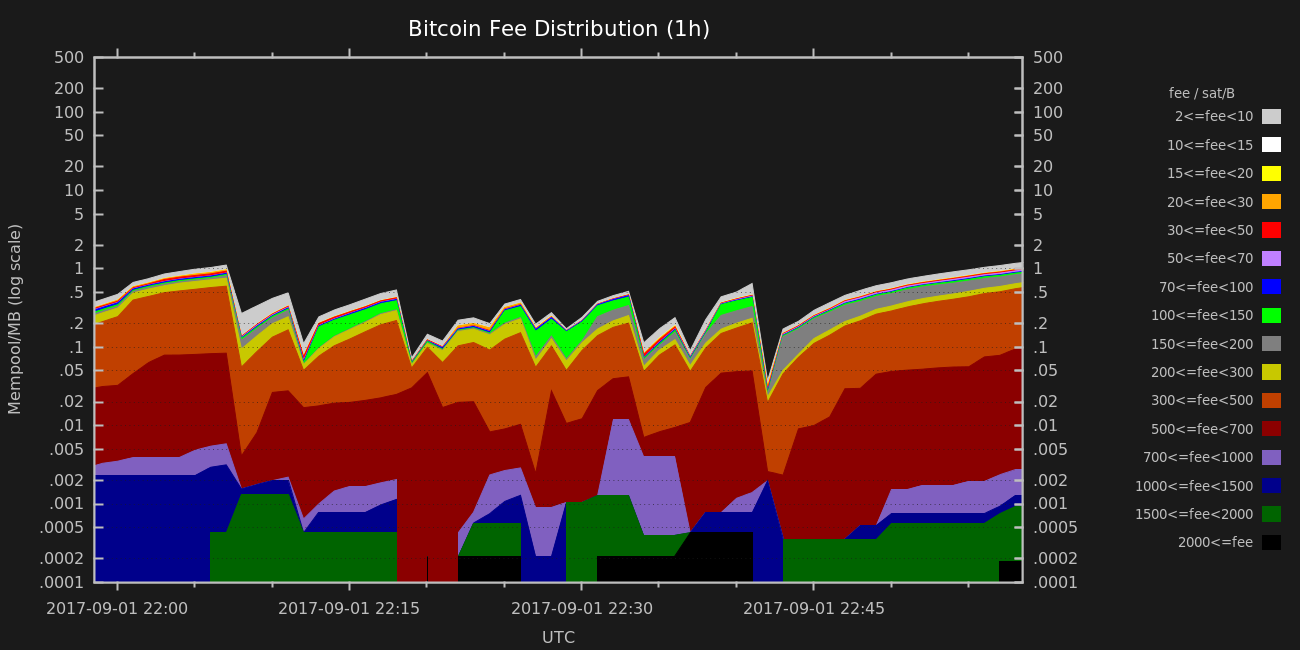 Bitcoin Fee Distribution (1h)
500 500
200 200
100 100
50 50
20 20
10 10
5 5
2 2
1 1
.5 .5
.2 .2
.1 .1
.05 .05
.02 .02
.01 .01
.005 .005
.002 .002
.001 .001
.0005 .0005
.0002 .0002
.0001 .0001
Mempool/MB (log scale)
2017-09-01 22:00 2017-09-01 22:15 2017-09-01 22:30 2017-09-01 22:45
UTC
fee / sat/B
2<=fee<10
10<=fee<15
15<=fee<20
20<=fee<30
30<=fee<50
50<=fee<70
70<=fee<100
100<=fee<150
150<=fee<200
200<=fee<300
300<=fee<500
500<=fee<700
700<=fee<1000
1000<=fee<1500
1500<=fee<2000
2000<=fee